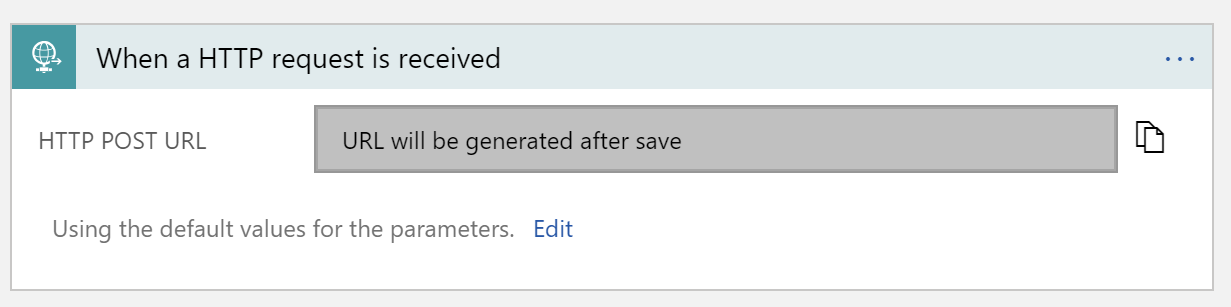 When a HTTP request is received
HTTP POST URL
URL will be generated after save
Using the default values for the parameters. Edit